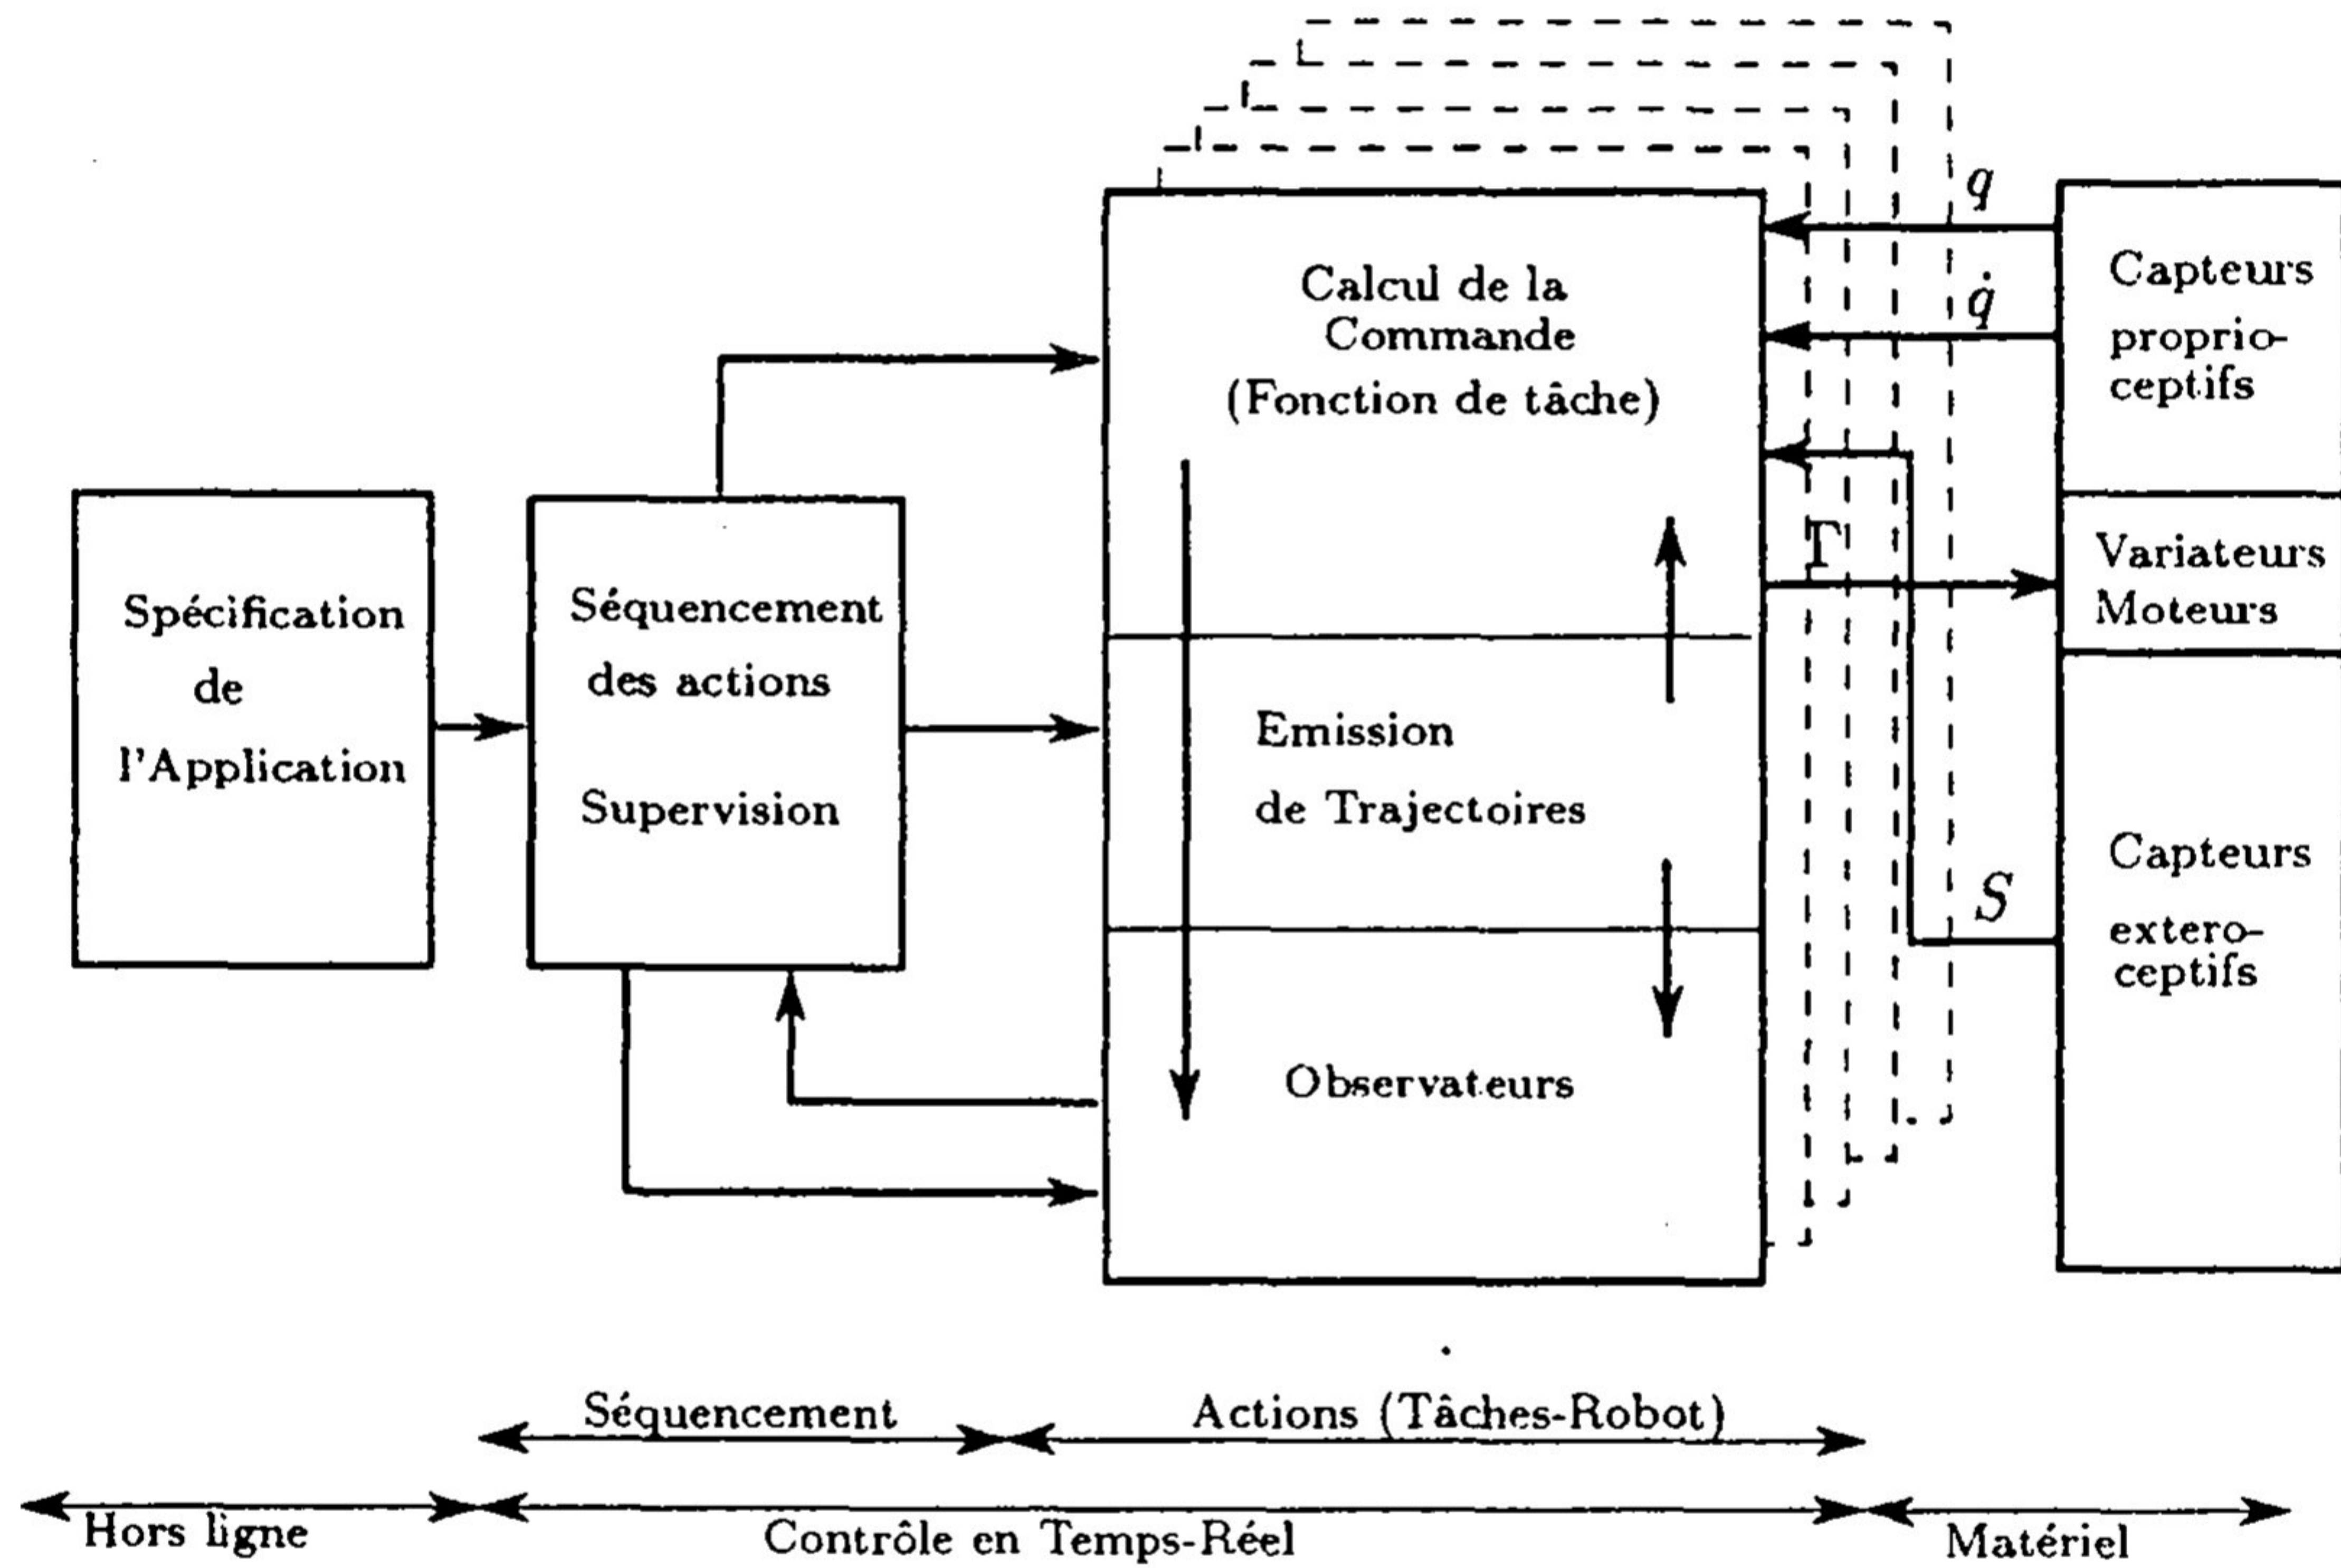 Spécification
de
l'Application
Séquencement
des actions
Supervision
Calcul de la
Commande
(Fonction de tâche)
Emission
de Trajectoires
Observateurs
q
q̇
Γ
S
Capteurs
proprio-
ceptifs
Variateurs
Moteurs
Capteurs
extero-
ceptifs
Séquencement
Actions (Tâches-Robot)
Hors ligne
Contrôle en Temps-Réel
Matériel